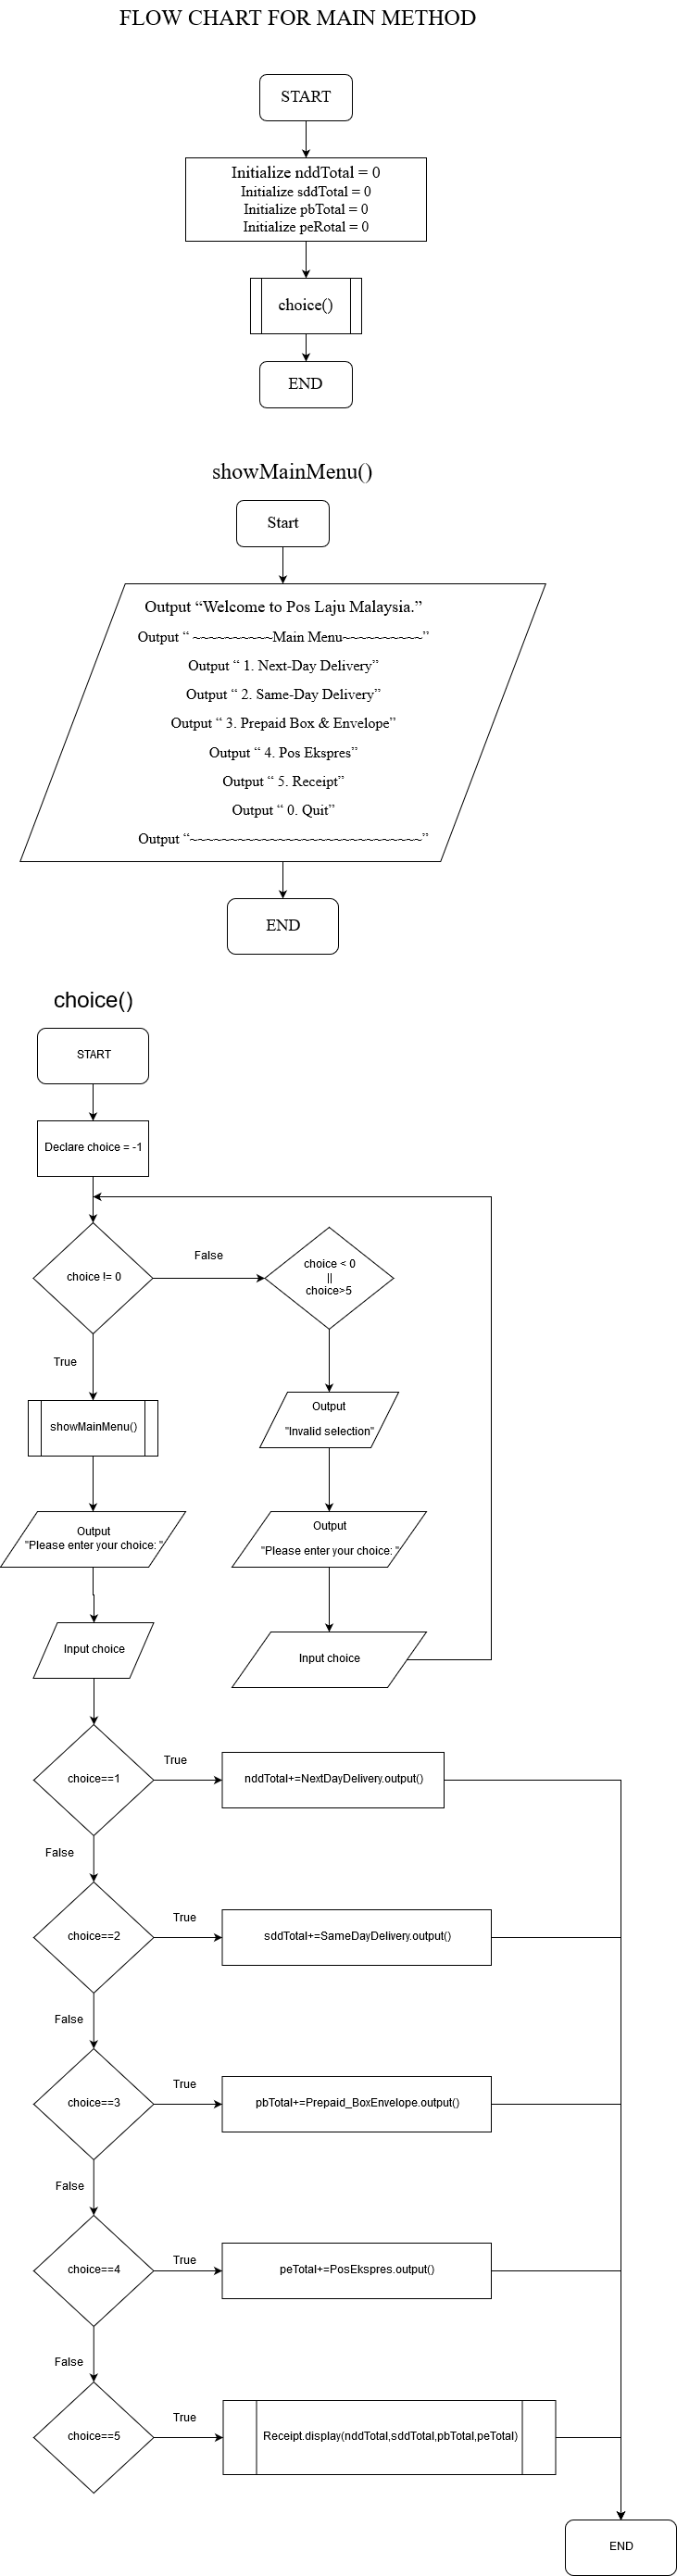 FLOW CHART FOR MAIN METHOD
START
Initialize nddTotal = 0
Initialize sddTotal = 0
Initialize pbTotal = 0
Initialize peRotal = 0
choice()
END
showMainMenu()
Start
Output “Welcome to Pos Laju Malaysia.”
Output “ ~~~~~~~~~~Main Menu~~~~~~~~~~”
Output “ 1. Next-Day Delivery”
Output “ 2. Same-Day Delivery”
Output “ 3. Prepaid Box & Envelope”
Output “ 4. Pos Ekspres”
Output “ 5. Receipt”
Output “ 0. Quit”
Output “~~~~~~~~~~~~~~~~~~~~~~~~~~~~~”
END
choice()
START
Declare choice = -1
choice != 0
False
choice < 0
||
choice>5
True
showMainMenu()
Output
"Invalid selection"
Output
"Please enter your choice: "
Output
"Please enter your choice: "
Input choice
Input choice
choice==1
True
nddTotal+=NextDayDelivery.output()
False
choice==2
True
sddTotal+=SameDayDelivery.output()
False
choice==3
True
pbTotal+=Prepaid_BoxEnvelope.output()
False
choice==4
True
peTotal+=PosEkspres.output()
False
choice==5
True
Receipt.display(nddTotal,sddTotal,pbTotal,peTotal)
END